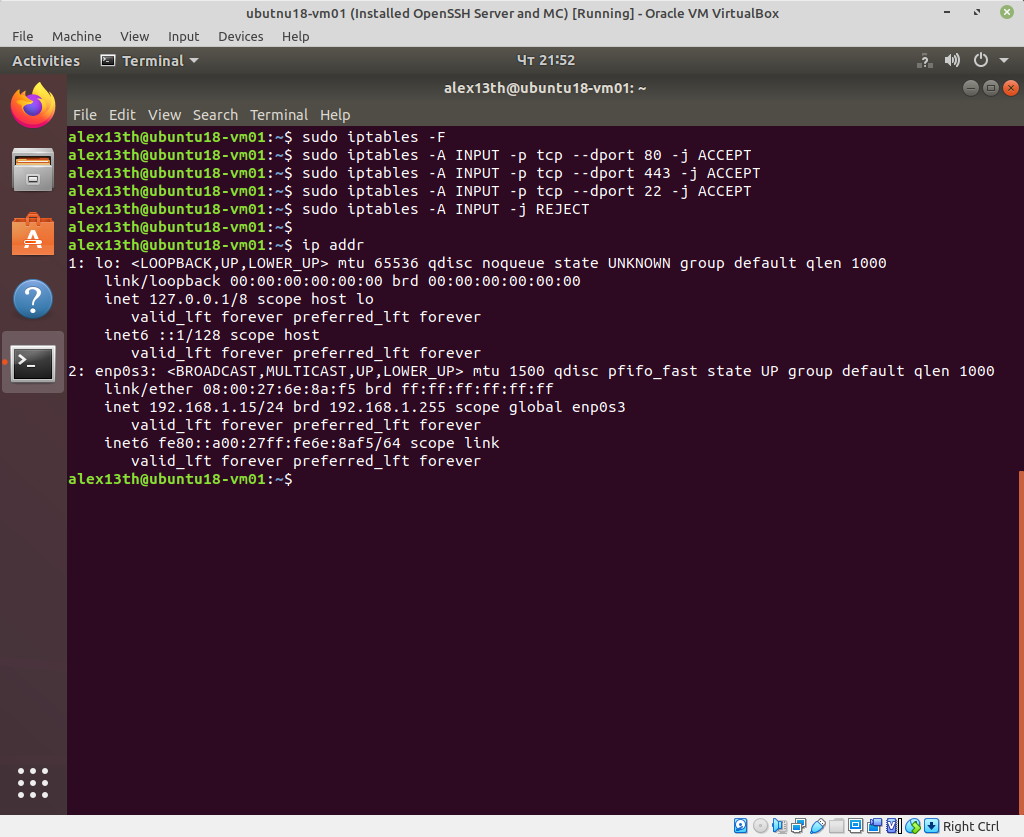 ubutnu18-vm01 (Installed OpenSSH Server and MC) [Running] - Oracle VM VirtualBox
File Machine View Input Devices Help
Activities Terminal Чт 21:52
alex13th@ubuntu18-vm01: ~
File Edit View Search Terminal Help
alex13th@ubuntu18-vm01:~$ sudo iptables -F
alex13th@ubuntu18-vm01:~$ sudo iptables -A INPUT -p tcp --dport 80 -j ACCEPT
alex13th@ubuntu18-vm01:~$ sudo iptables -A INPUT -p tcp --dport 443 -j ACCEPT
alex13th@ubuntu18-vm01:~$ sudo iptables -A INPUT -p tcp --dport 22 -j ACCEPT
alex13th@ubuntu18-vm01:~$ sudo iptables -A INPUT -j REJECT
alex13th@ubuntu18-vm01:~$
alex13th@ubuntu18-vm01:~$ ip addr
1: lo: <LOOPBACK,UP,LOWER_UP> mtu 65536 qdisc noqueue state UNKNOWN group default qlen 1000
    link/loopback 00:00:00:00:00:00 brd 00:00:00:00:00:00
    inet 127.0.0.1/8 scope host lo
       valid_lft forever preferred_lft forever
    inet6 ::1/128 scope host
       valid_lft forever preferred_lft forever
2: enp0s3: <BROADCAST,MULTICAST,UP,LOWER_UP> mtu 1500 qdisc pfifo_fast state UP group default qlen 1000
    link/ether 08:00:27:6e:8a:f5 brd ff:ff:ff:ff:ff:ff
    inet 192.168.1.15/24 brd 192.168.1.255 scope global enp0s3
       valid_lft forever preferred_lft forever
    inet6 fe80::a00:27ff:fe6e:8af5/64 scope link
       valid_lft forever preferred_lft forever
alex13th@ubuntu18-vm01:~$
Right Ctrl